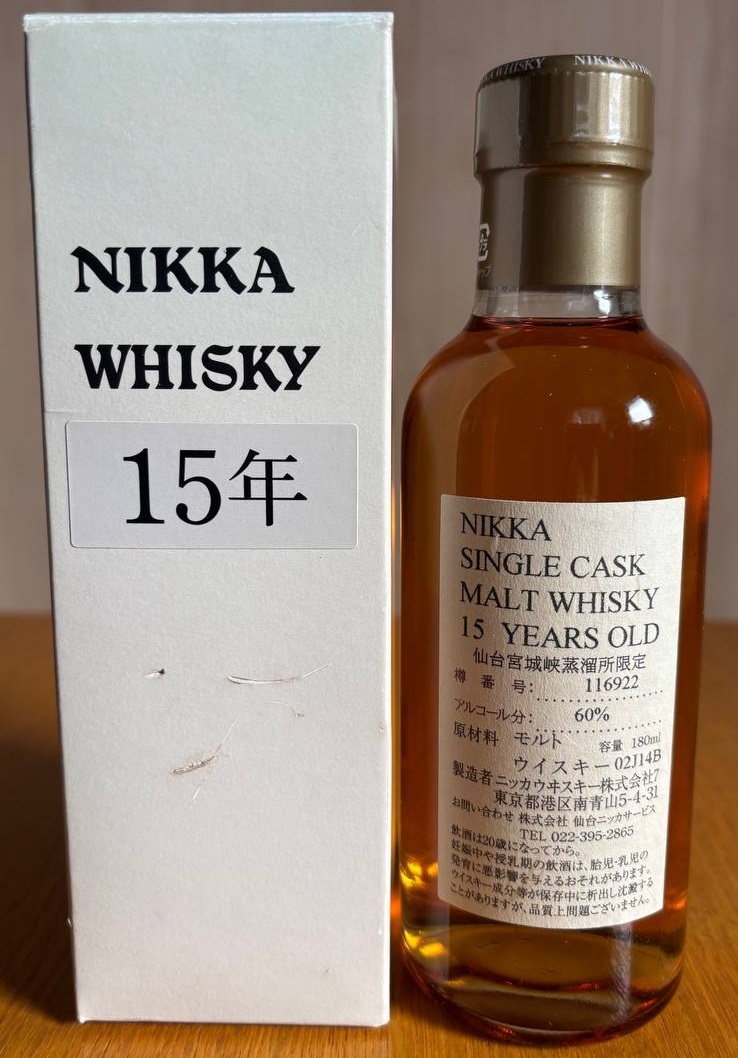 NIKKA
WHISKY
15年
NIKKA WHISKY
NIKKA
SINGLE CASK
MALT WHISKY
15 YEARS OLD
仙台宮城峡蒸溜所限定
樽番号: 116922
アルコール分: 60%
原材料 モルト 容量 180ml
ウイスキー 02J14B
製造者 ニッカウヰスキー株式会社7
東京都港区南青山5-4-31
お問い合わせ 株式会社 仙台ニッカサービス
TEL 022-395-2865
飲酒は20歳になってから。
妊娠中や授乳期の飲酒は、胎児・乳児の
発育に悪影響を与えるおそれがあります。
ウイスキー成分等が保存中に析出し沈澱する
ことがありますが、品質上問題ございません。